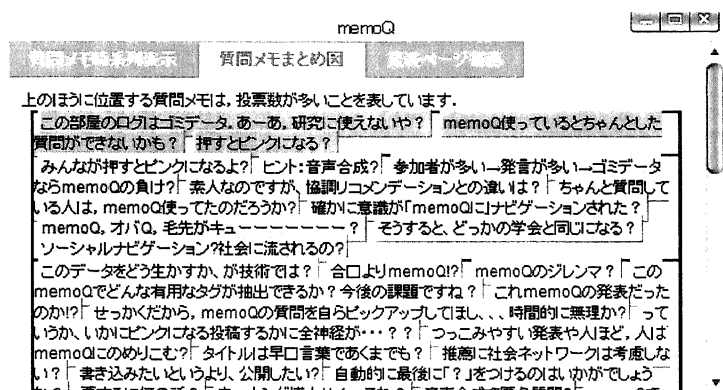 memoQ
質問メモまとめ図
上のほうに位置する質問メモは，投票数が多いことを表しています．
この部屋のログはゴミデータ．あーあ．研究に使えないや？ memoQ使っているとちゃんとした
質問ができないかも？ 押すとピンクになる？
みんなが押すとピンクになるよ？ ヒント：音声合成？ 参加者が多い→発言が多い→ゴミデータ
ならmemoQの負け？ 素人なのですが，協調リコメンデーションとの違いは？ ちゃんと質問して
いる人は，memoQ使ってたのだろうか？ 確かに意識が「memoQに」ナビゲーションされた？
memoQ，オバQ，毛先がキューーーーーーー？ そうすると、どっかの学会と同じになる？
ソーシャルナビゲーション?社会に流されるの？
このデータをどう生かすか、が技術では？ 合口よりmemoQ!? memoQのジレンマ？ この
memoQでどんな有用なタグが抽出できるか？今後の課題ですね？ これmemoQの発表だった
のか!? せっかくだから，memoQの質問を自らピックアップしてほし、、、時間的に無理か？ って
いうか、いかにピンクになる投稿するかに全神経が・・・？？ つっこみやすい発表や人ほど，人は
memoQにこのめりこむ？ タイトルは早口言葉であくまでも？ 推薦に社会ネットワークは考慮しな
い？ 書き込みたいというより、公開したい？ 自動的に最後に「？」をつけるのはいかがでしょう